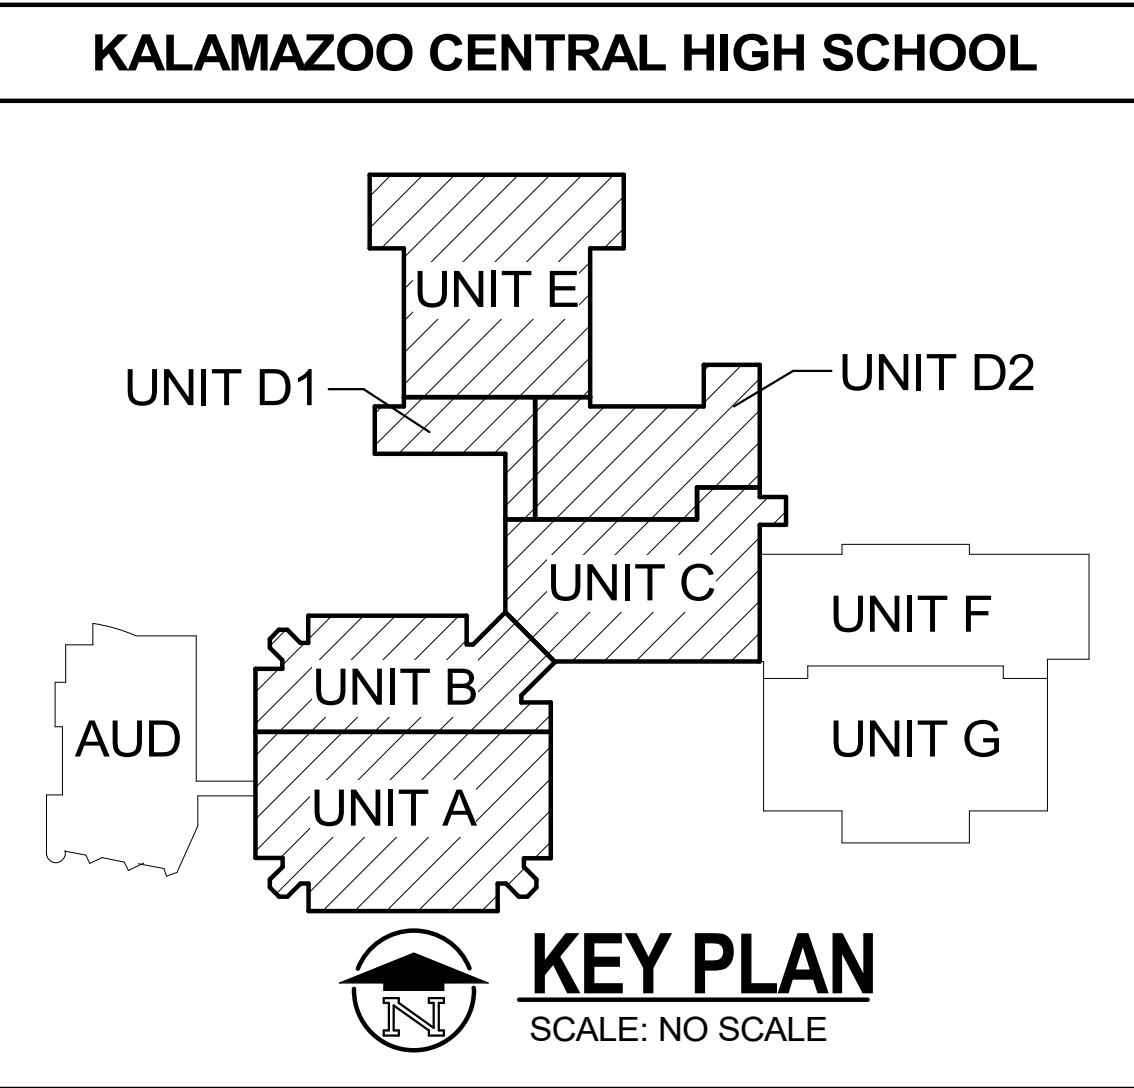 KALAMAZOO CENTRAL HIGH SCHOOL
UNIT E
UNIT D1
UNIT D2
UNIT C
UNIT F
UNIT B
AUD
UNIT G
UNIT A
N
KEY PLAN
SCALE: NO SCALE